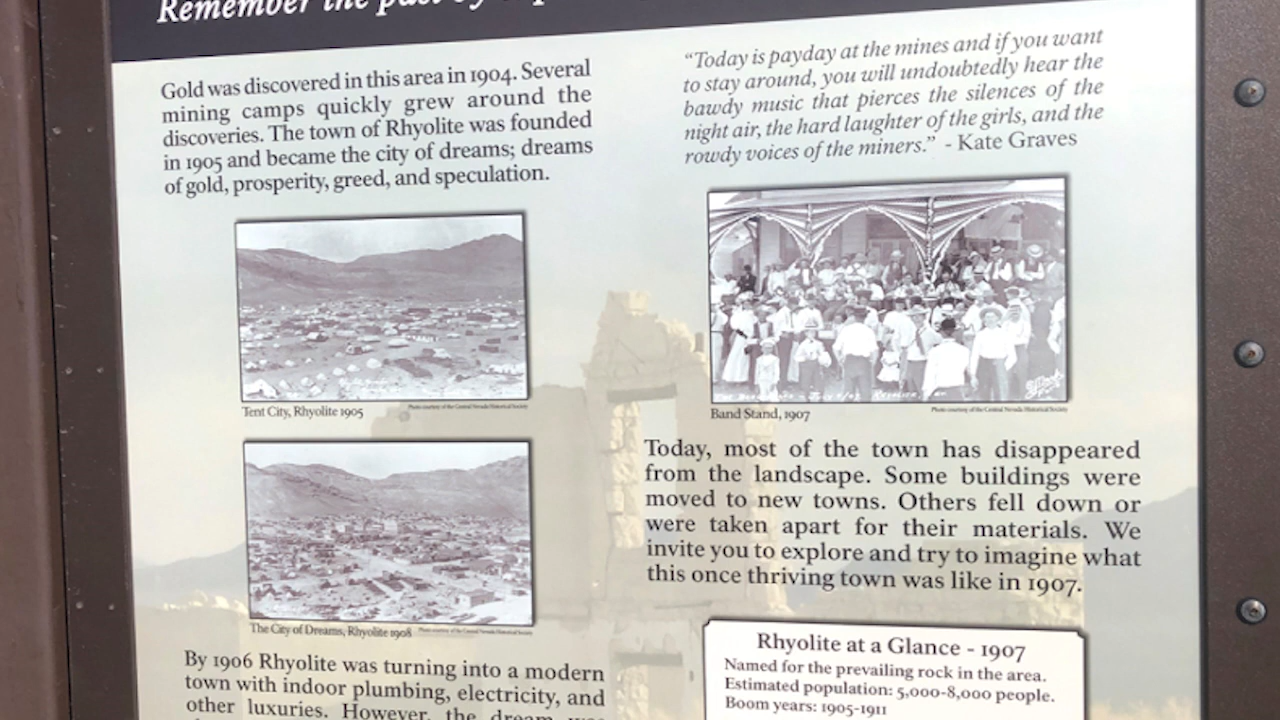 Remember the past by
Gold was discovered in this area in 1904. Several
mining camps quickly grew around the
discoveries. The town of Rhyolite was founded
in 1905 and became the city of dreams; dreams
of gold, prosperity, greed, and speculation.
Tent City, Rhyolite 1905
Photo courtesy of the Central Nevada Historical Society
The City of Dreams, Rhyolite 1908
Photo courtesy of the Central Nevada Historical Society
By 1906 Rhyolite was turning into a modern
town with indoor plumbing, electricity, and
other luxuries. However, the dream was
“Today is payday at the mines and if you want
to stay around, you will undoubtedly hear the
bawdy music that pierces the silences of the
night air, the hard laughter of the girls, and the
rowdy voices of the miners.” - Kate Graves
Band Stand, 1907
Photo courtesy of the Central Nevada Historical Society
Today, most of the town has disappeared
from the landscape. Some buildings were
moved to new towns. Others fell down or
were taken apart for their materials. We
invite you to explore and try to imagine what
this once thriving town was like in 1907.
Rhyolite at a Glance - 1907
Named for the prevailing rock in the area.
Estimated population: 5,000-8,000 people.
Boom years: 1905-1911